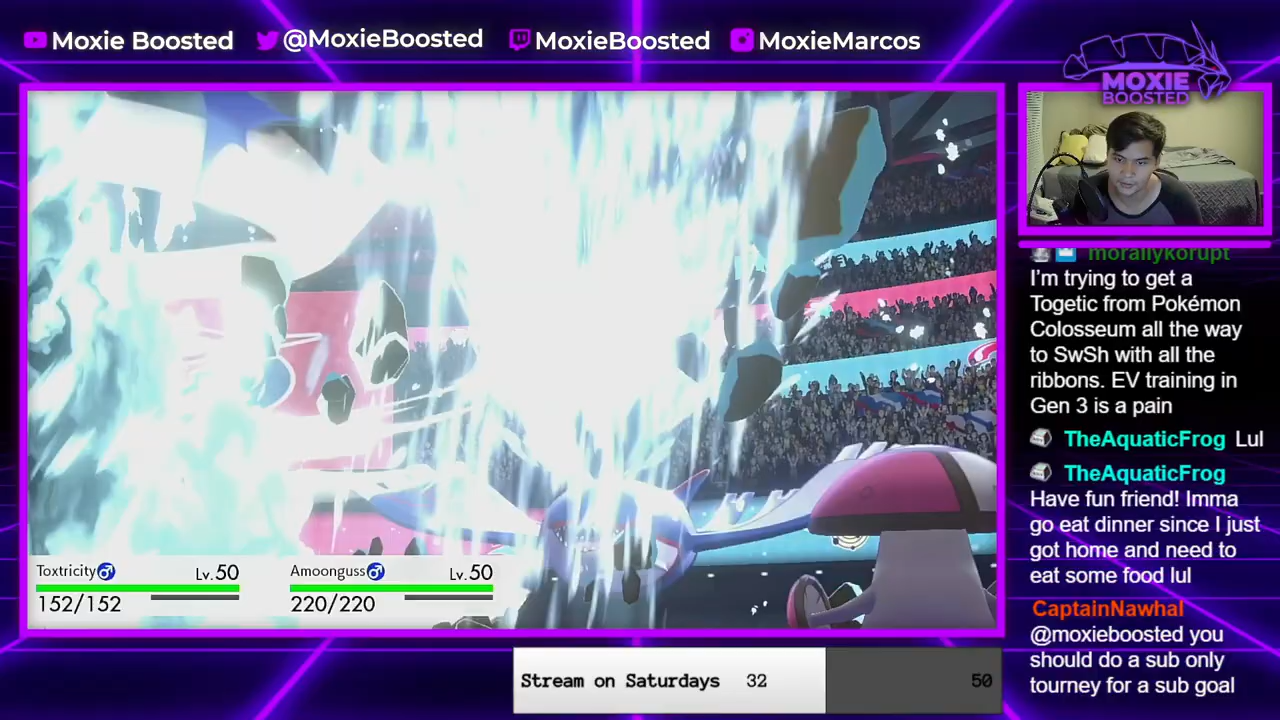 Moxie Boosted @MoxieBoosted MoxieBoosted MoxieMarcos
MOXIE
BOOSTED
morallykorupt
I'm trying to get a
Togetic from Pokémon
Colosseum all the way
to SwSh with all the
ribbons. EV training in
Gen 3 is a pain
TheAquaticFrog Lul
TheAquaticFrog
Have fun friend! Imma
go eat dinner since I just
got home and need to
eat some food lul
CaptainNawhal
@moxieboosted you
should do a sub only
tourney for a sub goal
Toxtricity♂ Lv.50
152/152
Amoonguss♂ Lv.50
220/220
Stream on Saturdays 32 50